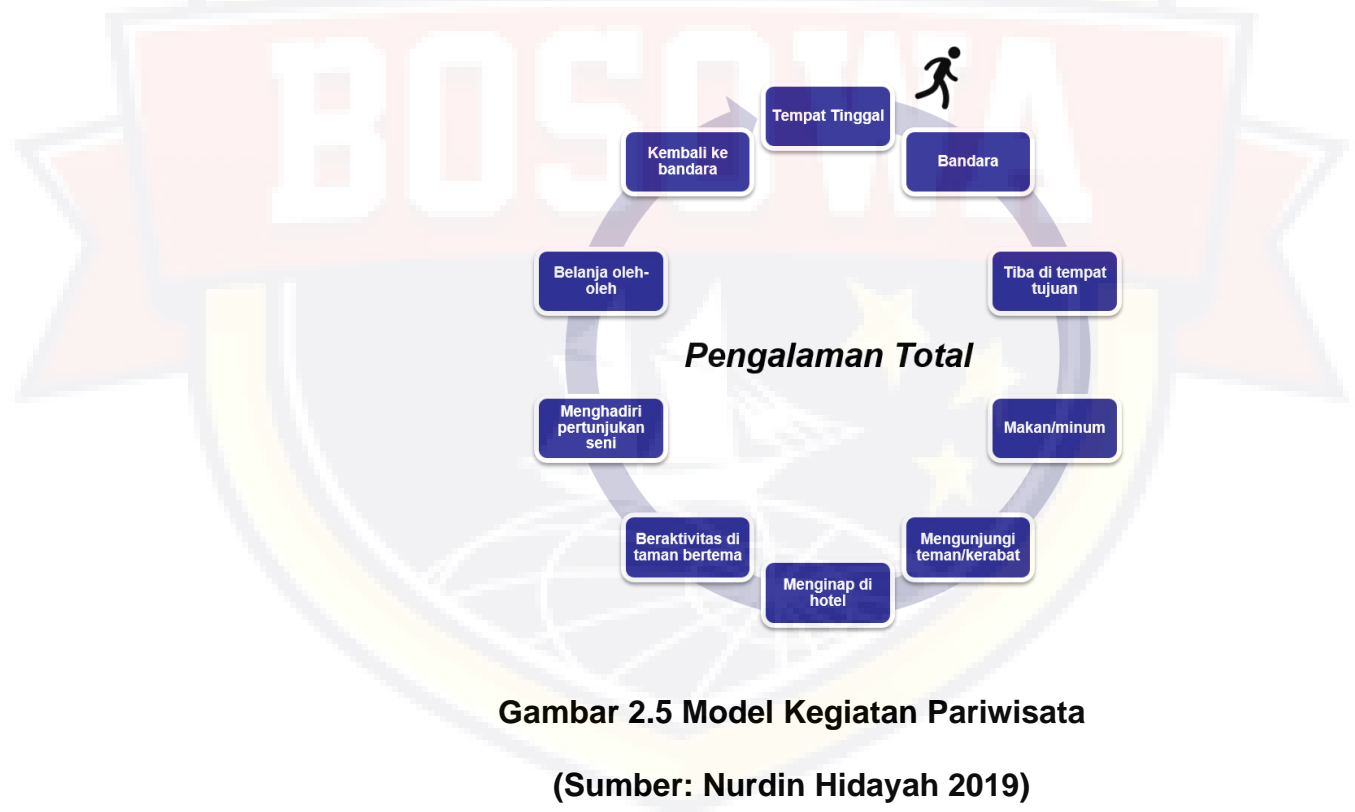 BOSOWA
Tempat Tinggal
Bandara
Tiba di tempat
tujuan
Makan/minum
Mengunjungi
teman/kerabat
Menginap di
hotel
Beraktivitas di
taman bertema
Menghadiri
pertunjukan
seni
Belanja oleh-
oleh
Kembali ke
bandara
Pengalaman Total
Gambar 2.5 Model Kegiatan Pariwisata
(Sumber: Nurdin Hidayah 2019)